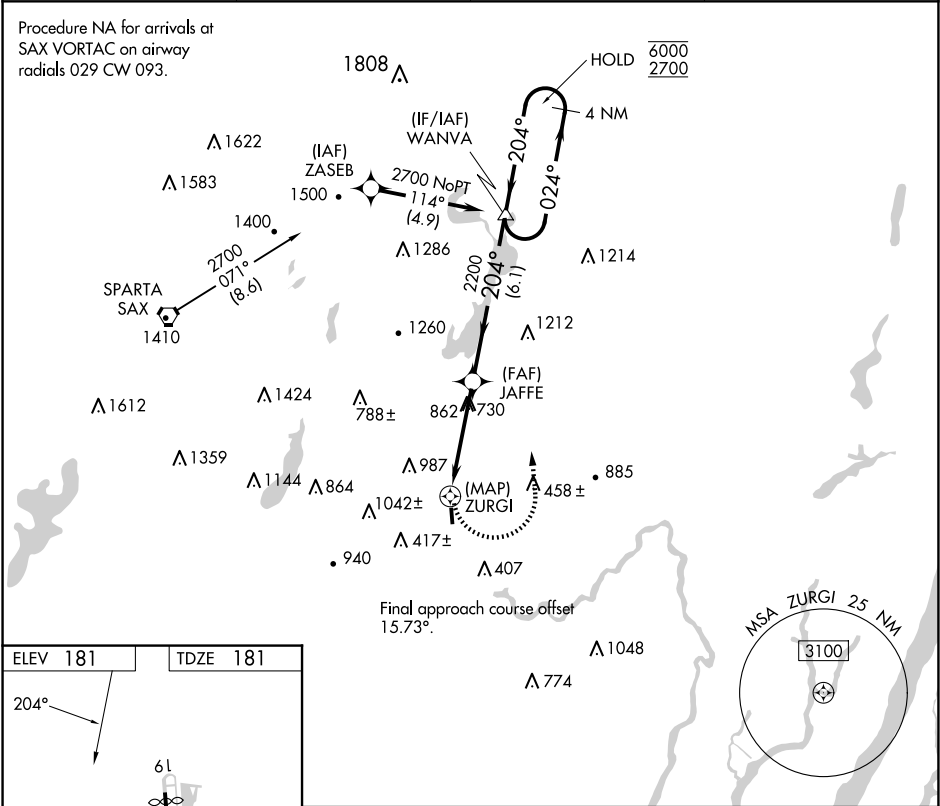 Procedure NA for arrivals at
SAX VORTAC on airway
radials 029 CW 093.
1808
HOLD
6000
2700
4 NM
(IF/IAF)
WANVA
204°
024°
1622
(IAF)
ZASEB
1583
1500
2700 NoPT
114°
(4.9)
1400
1286
1214
2700
071°
(8.6)
2200
204°
(6.1)
SPARTA
SAX
1410
1260
1212
(FAF)
JAFFE
1612
1424
788±
862
730
1359
987
885
1144
864
(MAP)
ZURGI
458±
1042±
417±
940
407
Final approach course offset
15.73°.
MSA ZURGI 25 NM
3100
1048
774
ELEV 181
TDZE 181
204°
19